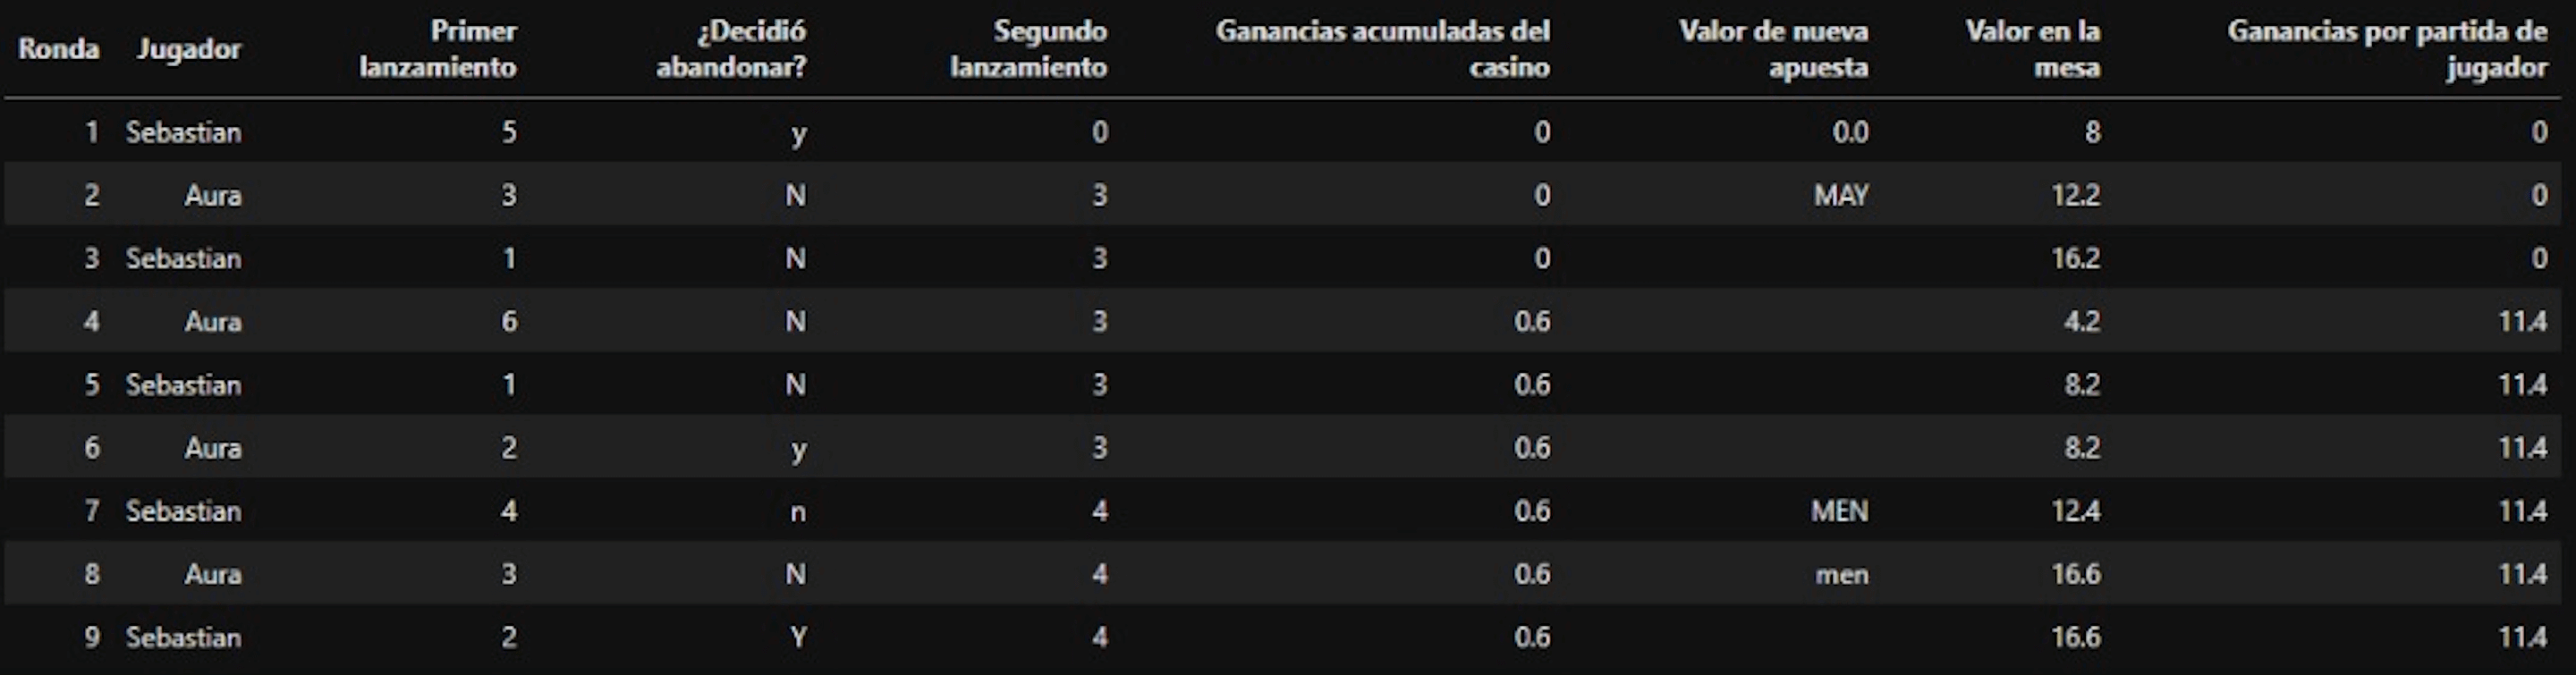 Ronda Jugador Primer lanzamiento ¿Decidió abandonar? Segundo lanzamiento Ganancias acumuladas del casino Valor de nueva apuesta Valor en la mesa Ganancias por partida de jugador
1 Sebastian 5 y 0 0 0.0 8 0
2 Aura 3 N 3 0 MAY 12.2 0
3 Sebastian 1 N 3 0 16.2 0
4 Aura 6 N 3 0.6 4.2 11.4
5 Sebastian 1 N 3 0.6 8.2 11.4
6 Aura 2 y 3 0.6 8.2 11.4
7 Sebastian 4 n 4 0.6 MEN 12.4 11.4
8 Aura 3 N 4 0.6 men 16.6 11.4
9 Sebastian 2 Y 4 0.6 16.6 11.4